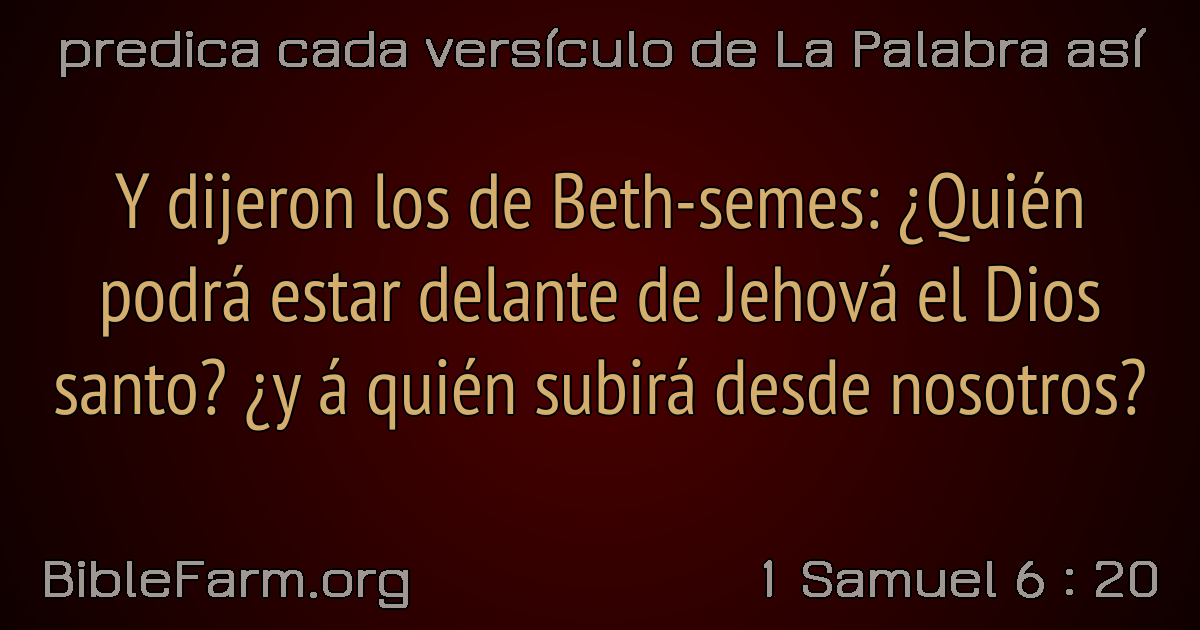 predica cada versículo de La Palabra así
Y dijeron los de Beth-semes: ¿Quién
podrá estar delante de Jehová el Dios
santo? ¿y á quién subirá desde nosotros?
BibleFarm.org
1 Samuel 6 : 20